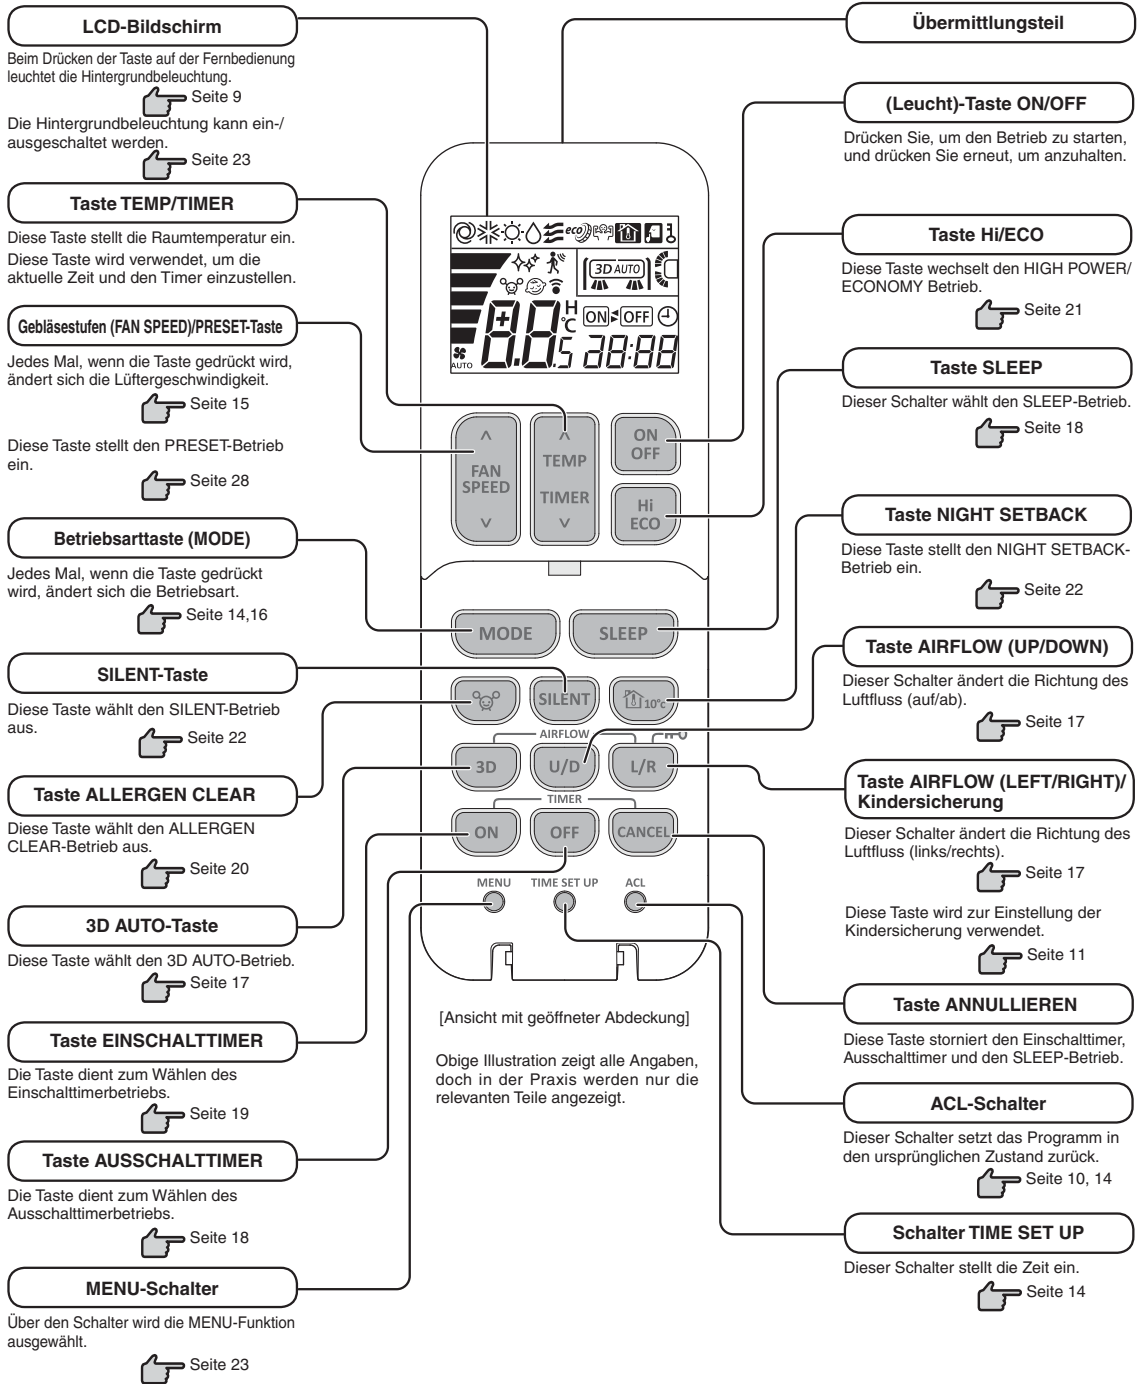 LCD-Bildschirm
Beim Drücken der Taste auf der Fernbedienung
leuchtet die Hintergrundbeleuchtung.
Seite 9
Die Hintergrundbeleuchtung kann ein-/
ausgeschaltet werden.
Seite 23
Taste TEMP/TIMER
Diese Taste stellt die Raumtemperatur ein.
Diese Taste wird verwendet, um die
aktuelle Zeit und den Timer einzustellen.
Gebläsestufen (FAN SPEED)/PRESET-Taste
Jedes Mal, wenn die Taste gedrückt wird,
ändert sich die Lüftergeschwindigkeit.
Seite 15
Diese Taste stellt den PRESET-Betrieb
ein.
Seite 28
Betriebsarttaste (MODE)
Jedes Mal, wenn die Taste gedrückt
wird, ändert sich die Betriebsart.
Seite 14,16
SILENT-Taste
Diese Taste wählt den SILENT-Betrieb
aus.
Seite 22
Taste ALLERGEN CLEAR
Diese Taste wählt den ALLERGEN
CLEAR-Betrieb aus.
Seite 20
3D AUTO-Taste
Diese Taste wählt den 3D AUTO-Betrieb.
Seite 17
Taste EINSCHALTTIMER
Die Taste dient zum Wählen des
Einschalttimerbetriebs.
Seite 19
Taste AUSSCHALTTIMER
Die Taste dient zum Wählen des
Ausschalttimerbetriebs.
Seite 18
MENU-Schalter
Über den Schalter wird die MENU-Funktion
ausgewählt.
Seite 23
eco
3D AUTO
H
°C
ON OFF
8.8.5 28:88
AUTO
FAN
SPEED
TEMP
TIMER
ON
OFF
Hi
ECO
MODE
SLEEP
SILENT
10°C
AIRFLOW
3D
U/D
L/R
TIMER
ON
OFF
CANCEL
MENU
TIME SET UP
ACL
[Ansicht mit geöffneter Abdeckung]
Obige Illustration zeigt alle Angaben,
doch in der Praxis werden nur die
relevanten Teile angezeigt.
Übermittlungsteil
(Leucht)-Taste ON/OFF
Drücken Sie, um den Betrieb zu starten,
und drücken Sie erneut, um anzuhalten.
Taste Hi/ECO
Diese Taste wechselt den HIGH POWER/
ECONOMY Betrieb.
Seite 21
Taste SLEEP
Dieser Schalter wählt den SLEEP-Betrieb.
Seite 18
Taste NIGHT SETBACK
Diese Taste stellt den NIGHT SETBACK-
Betrieb ein.
Seite 22
Taste AIRFLOW (UP/DOWN)
Dieser Schalter ändert die Richtung des
Luftfluss (auf/ab).
Seite 17
Taste AIRFLOW (LEFT/RIGHT)/
Kindersicherung
Dieser Schalter ändert die Richtung des
Luftfluss (links/rechts).
Seite 17
Diese Taste wird zur Einstellung der
Kindersicherung verwendet.
Seite 11
Taste ANNULLIEREN
Diese Taste storniert den Einschalttimer,
Ausschalttimer und den SLEEP-Betrieb.
ACL-Schalter
Dieser Schalter setzt das Programm in
den ursprünglichen Zustand zurück.
Seite 10, 14
Schalter TIME SET UP
Dieser Schalter stellt die Zeit ein.
Seite 14